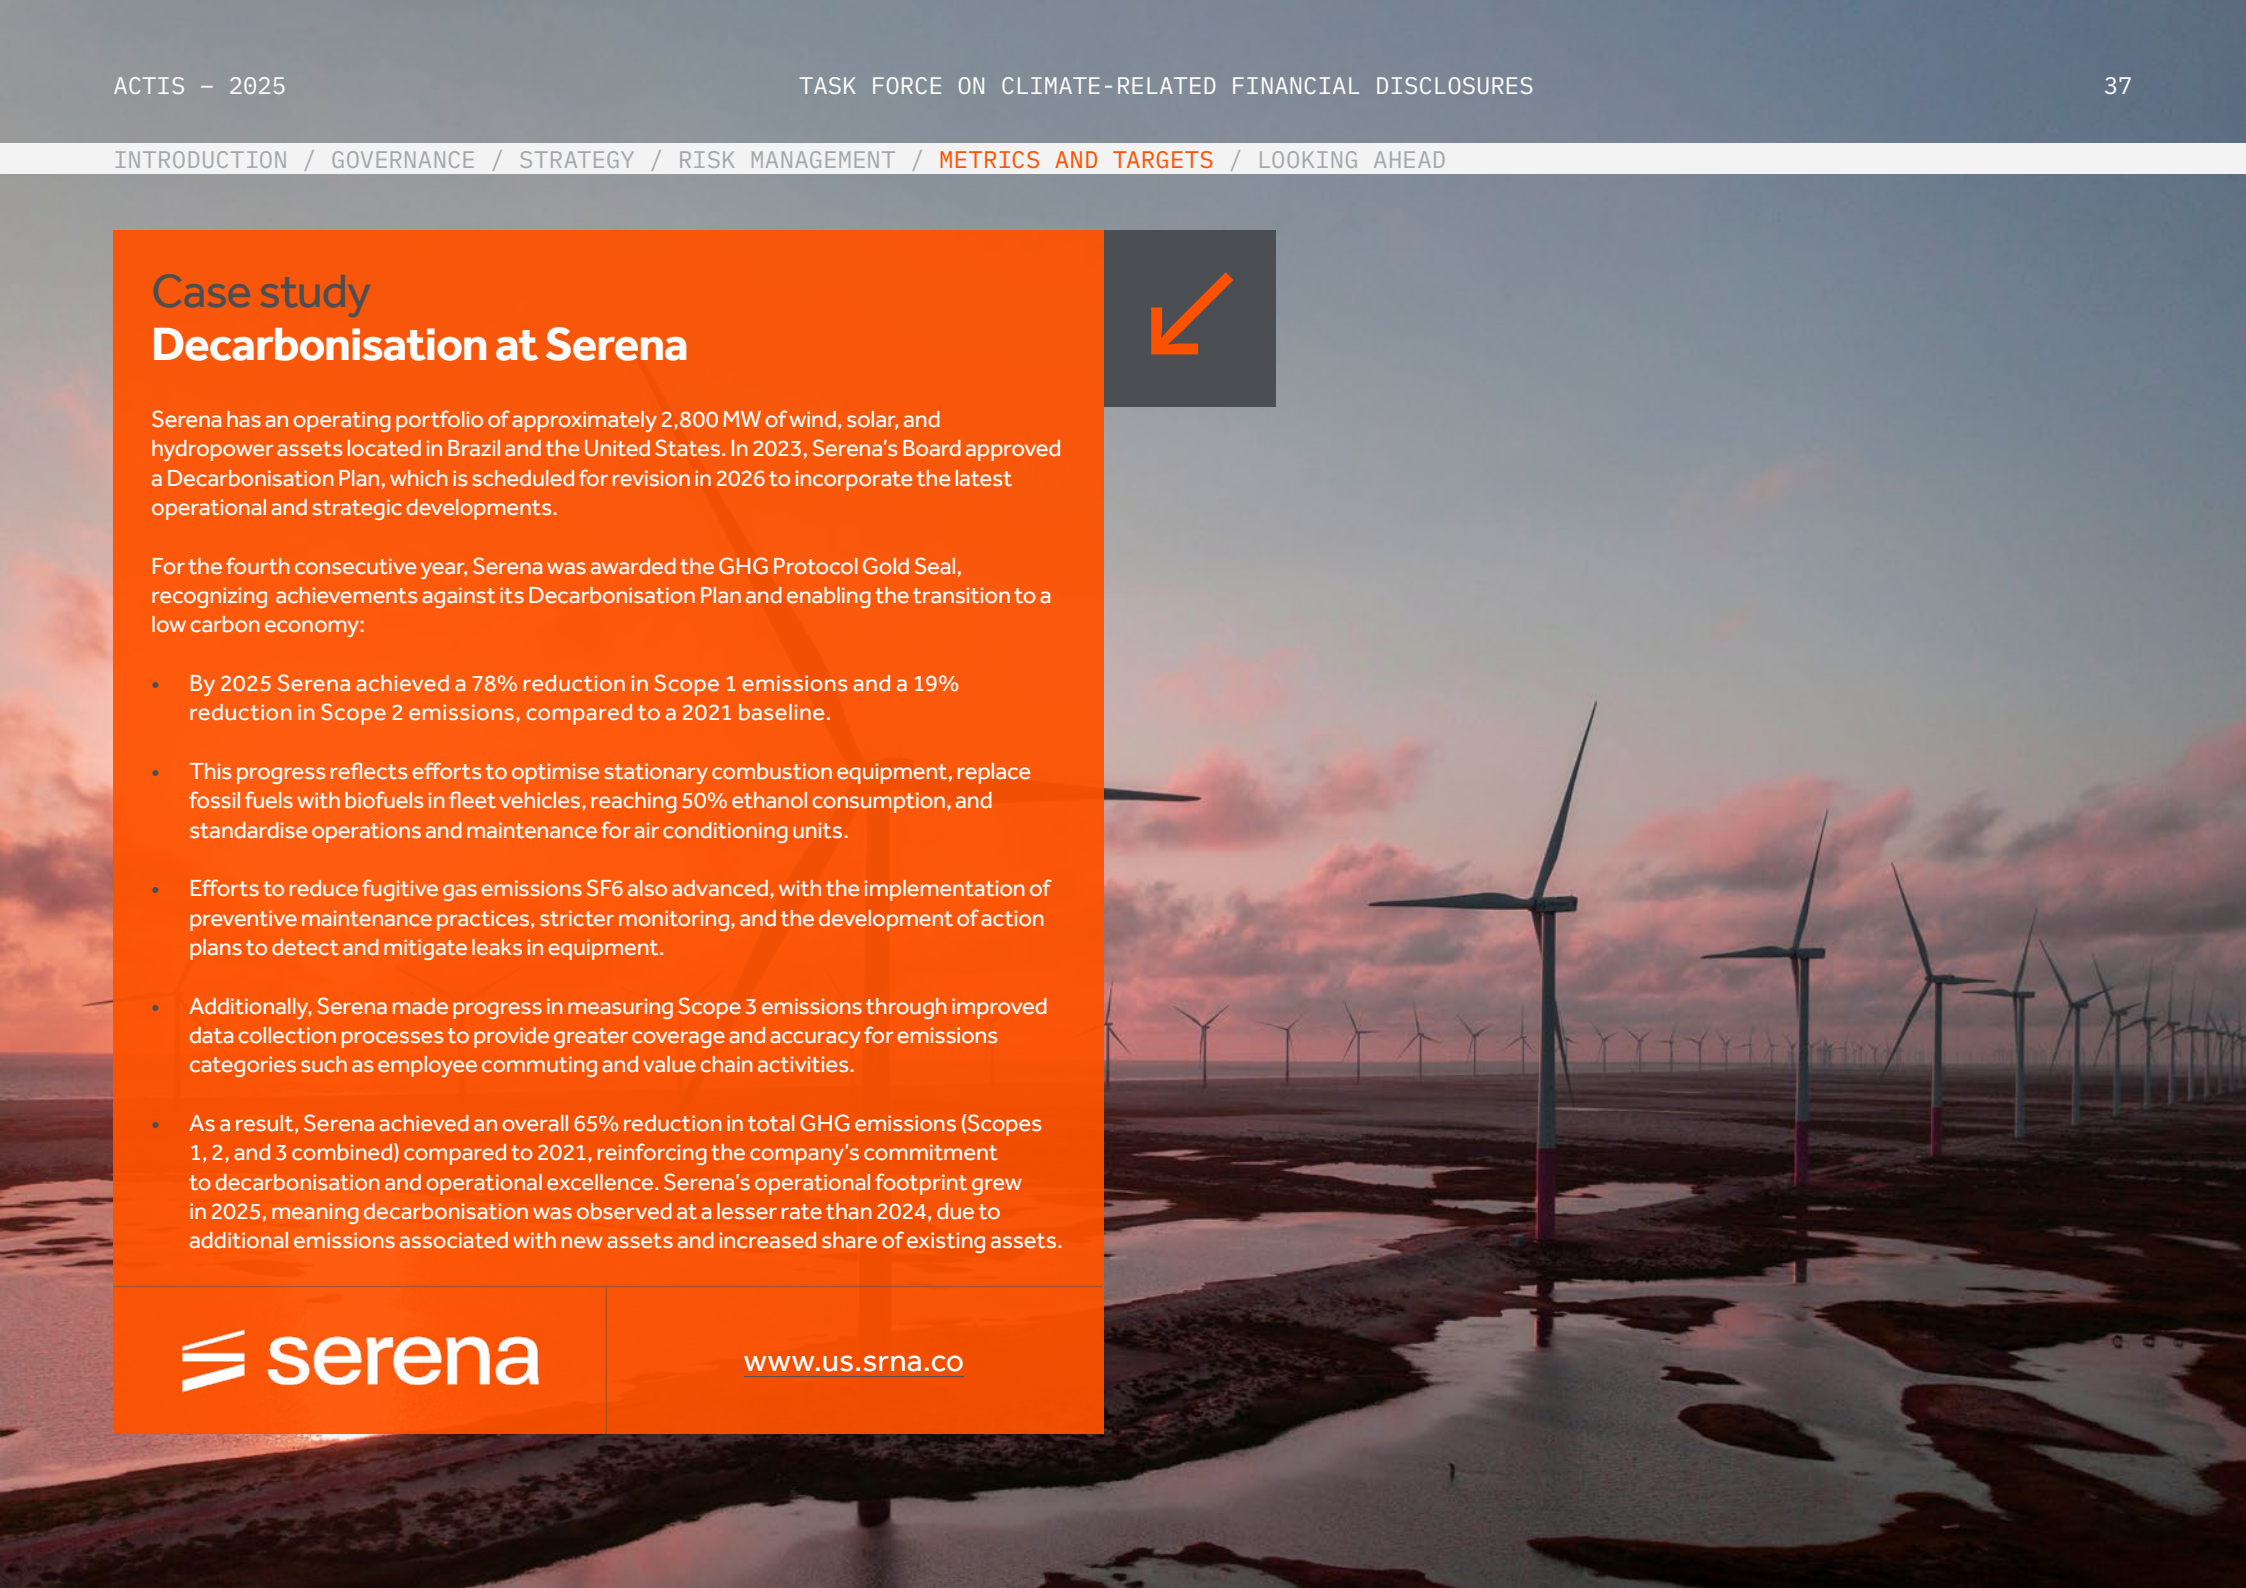 ACTIS – 2025
TASK FORCE ON CLIMATE-RELATED FINANCIAL DISCLOSURES
37
INTRODUCTION / GOVERNANCE / STRATEGY / RISK MANAGEMENT / METRICS AND TARGETS / LOOKING AHEAD
Case study
Decarbonisation at Serena
Serena has an operating portfolio of approximately 2,800 MW of wind, solar, and
hydropower assets located in Brazil and the United States. In 2023, Serena's Board approved
a Decarbonisation Plan, which is scheduled for revision in 2026 to incorporate the latest
operational and strategic developments.
For the fourth consecutive year, Serena was awarded the GHG Protocol Gold Seal,
recognizing achievements against its Decarbonisation Plan and enabling the transition to a
low carbon economy:
• By 2025 Serena achieved a 78% reduction in Scope 1 emissions and a 19%
reduction in Scope 2 emissions, compared to a 2021 baseline.
• This progress reflects efforts to optimise stationary combustion equipment, replace
fossil fuels with biofuels in fleet vehicles, reaching 50% ethanol consumption, and
standardise operations and maintenance for air conditioning units.
• Efforts to reduce fugitive gas emissions SF6 also advanced, with the implementation of
preventive maintenance practices, stricter monitoring, and the development of action
plans to detect and mitigate leaks in equipment.
• Additionally, Serena made progress in measuring Scope 3 emissions through improved
data collection processes to provide greater coverage and accuracy for emissions
categories such as employee commuting and value chain activities.
• As a result, Serena achieved an overall 65% reduction in total GHG emissions (Scopes
1, 2, and 3 combined) compared to 2021, reinforcing the company's commitment
to decarbonisation and operational excellence. Serena's operational footprint grew
in 2025, meaning decarbonisation was observed at a lesser rate than 2024, due to
additional emissions associated with new assets and increased share of existing assets.
serena
www.us.srna.co